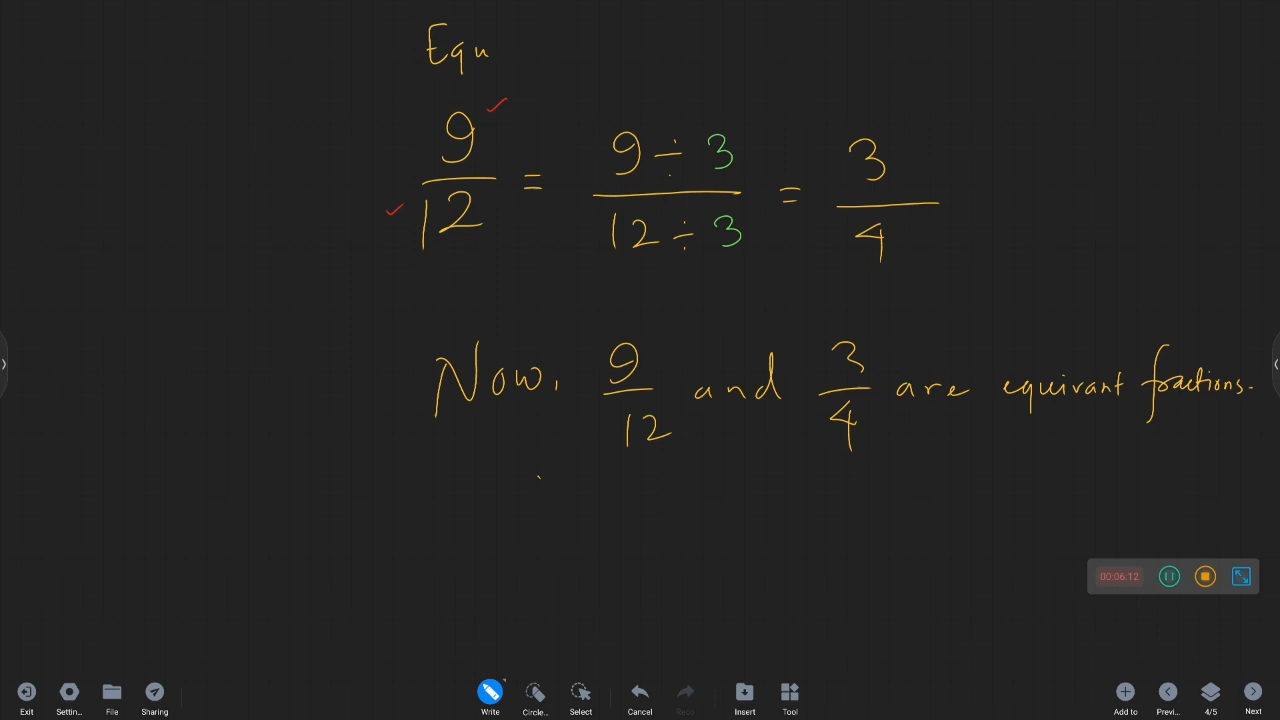 Equ
9/12 = 9 ÷ 3 / 12 ÷ 3 = 3/4
Now, 9/12 and 3/4 are equivant fractions.
00:06:12
Exit Settin... File Sharing Write Circle... Select Cancel Redo Insert Tool Add to Previ... 4/5 Next